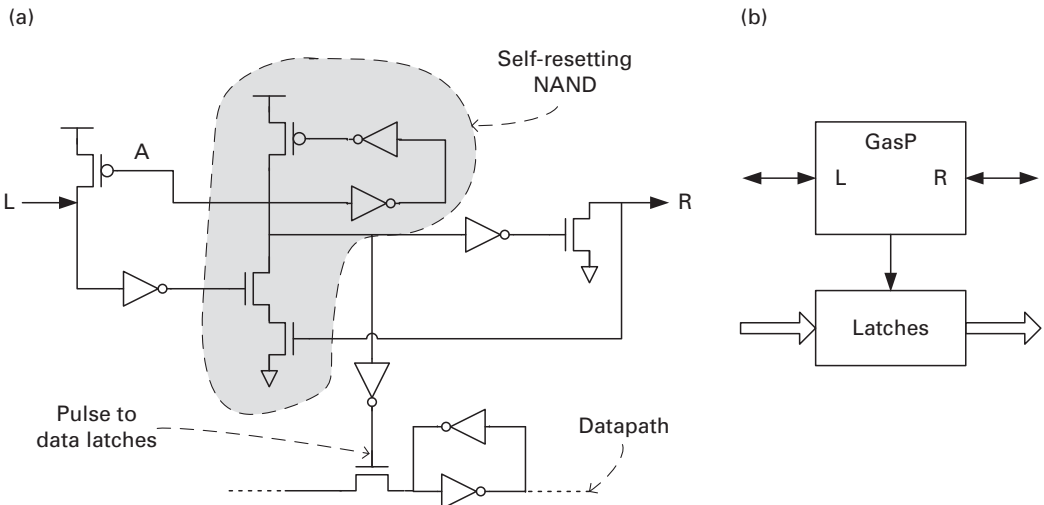 (a)
(b)
Self-resetting
NAND
A
L
R
GasP
L R
Latches
Pulse to
data latches
Datapath